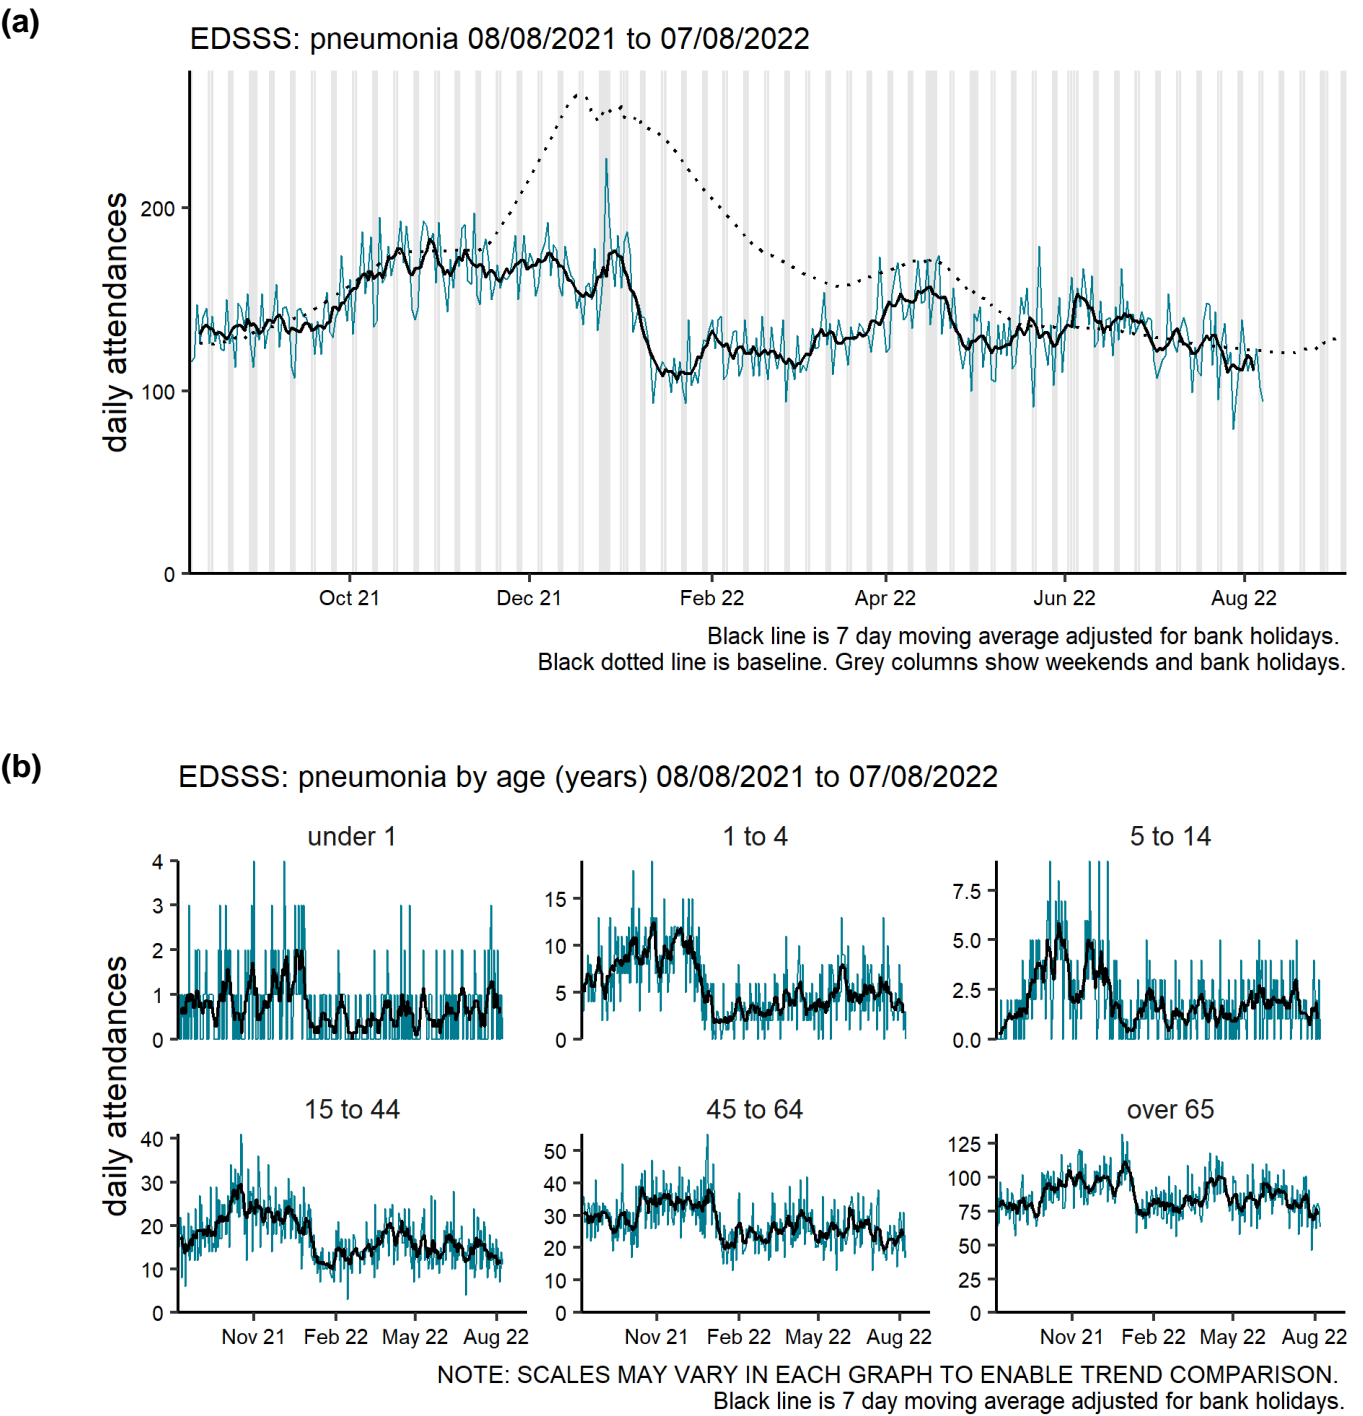 (a)
EDSSS: pneumonia 08/08/2021 to 07/08/2022
daily attendances
200
100
0
Oct 21 Dec 21 Feb 22 Apr 22 Jun 22 Aug 22
Black line is 7 day moving average adjusted for bank holidays.
Black dotted line is baseline. Grey columns show weekends and bank holidays.
(b)
EDSSS: pneumonia by age (years) 08/08/2021 to 07/08/2022
daily attendances
under 1 1 to 4 5 to 14
4
3
2
1
0
15
10
5
0
7.5
5.0
2.5
0.0
15 to 44 45 to 64 over 65
40
30
20
10
0
50
40
30
20
10
0
125
100
75
50
25
0
Nov 21 Feb 22 May 22 Aug 22 Nov 21 Feb 22 May 22 Aug 22 Nov 21 Feb 22 May 22 Aug 22
NOTE: SCALES MAY VARY IN EACH GRAPH TO ENABLE TREND COMPARISON.
Black line is 7 day moving average adjusted for bank holidays.